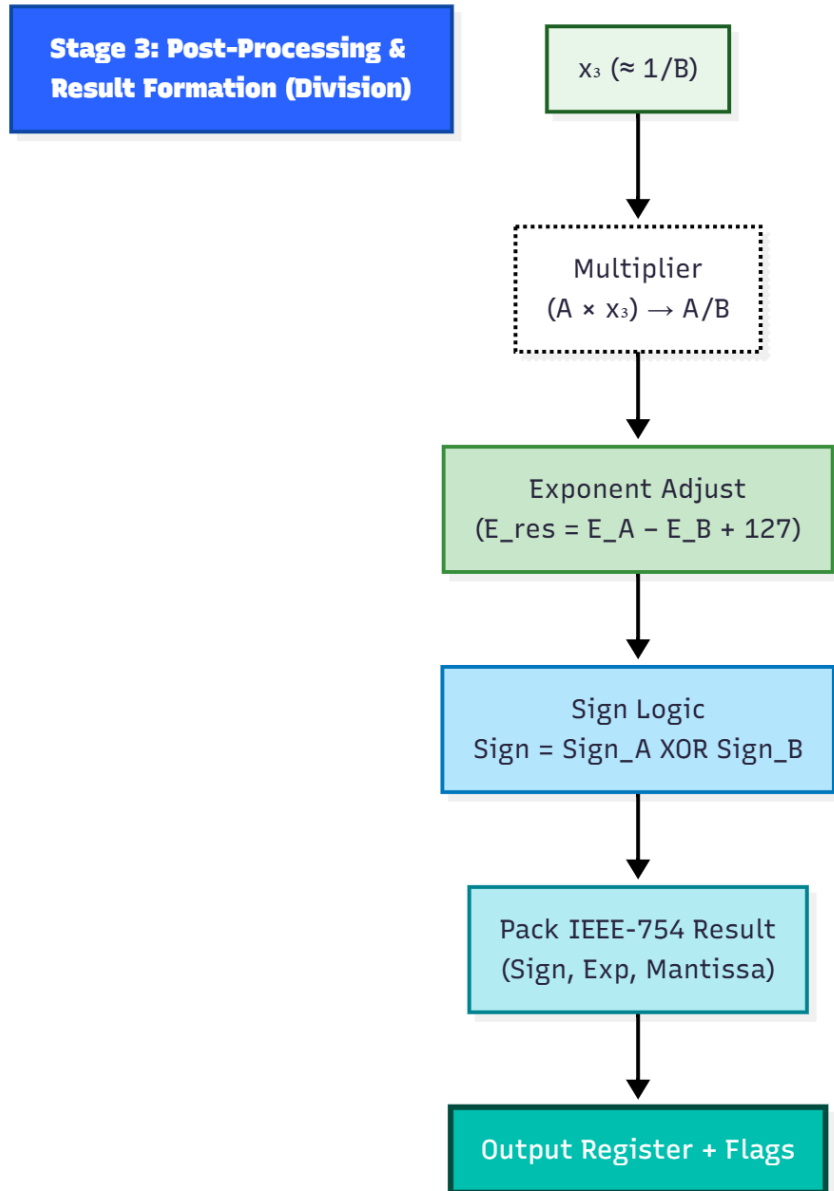 Stage 3: Post-Processing &
Result Formation (Division)
x₃ (≈ 1/B)
Multiplier
(A × x₃) → A/B
Exponent Adjust
(E_res = E_A – E_B + 127)
Sign Logic
Sign = Sign_A XOR Sign_B
Pack IEEE-754 Result
(Sign, Exp, Mantissa)
Output Register + Flags